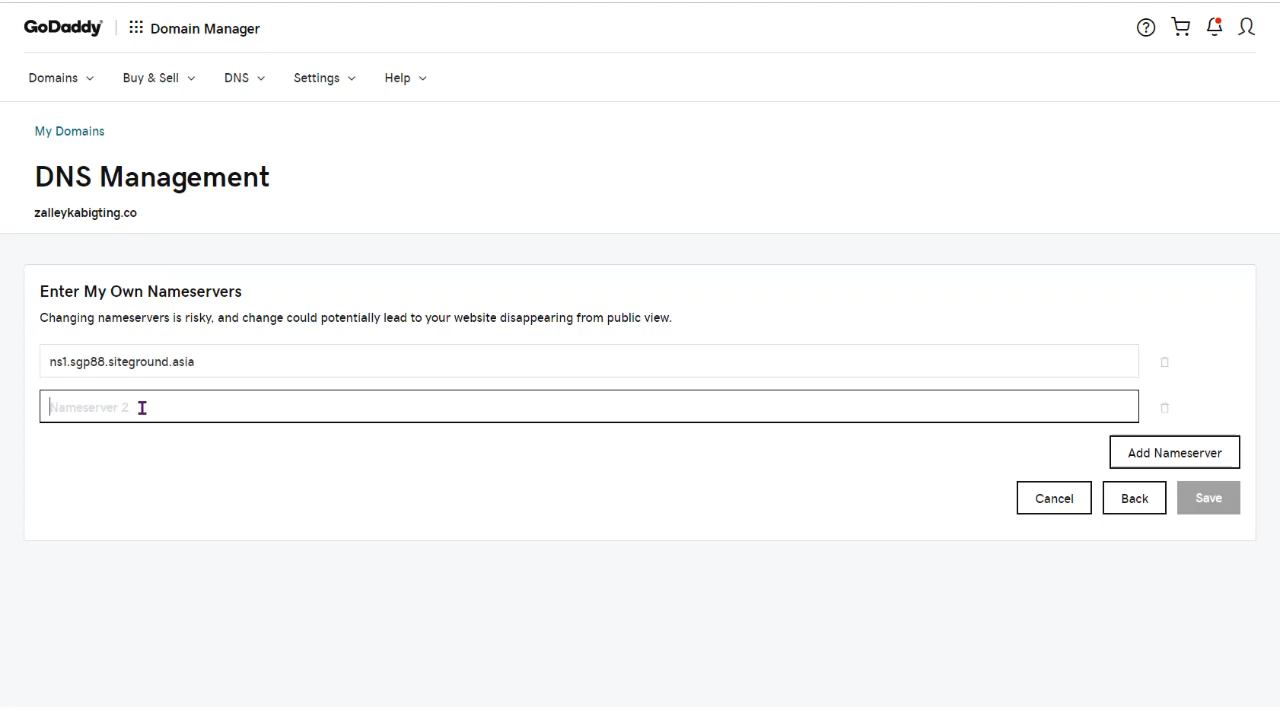 GoDaddy Domain Manager
Domains Buy & Sell DNS Settings Help
My Domains
DNS Management
zalleykabigting.co
Enter My Own Nameservers
Changing nameservers is risky, and change could potentially lead to your website disappearing from public view.
ns1.sgp88.siteground.asia
Nameserver 2
Add Nameserver
Cancel Back Save